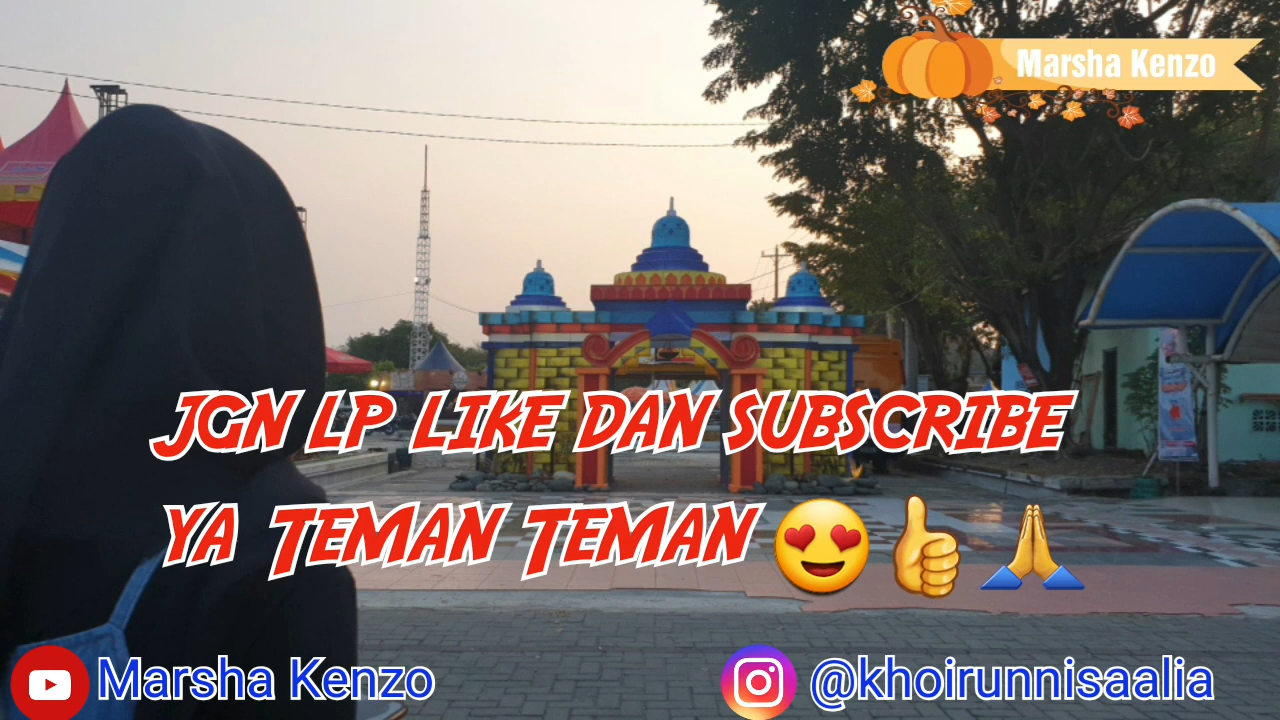 Marsha Kenzo
JGN LP LIKE DAN SUBSCRIBE
YA TEMAN TEMAN 😍👍🙏
Marsha Kenzo
@khoirunnisaalia